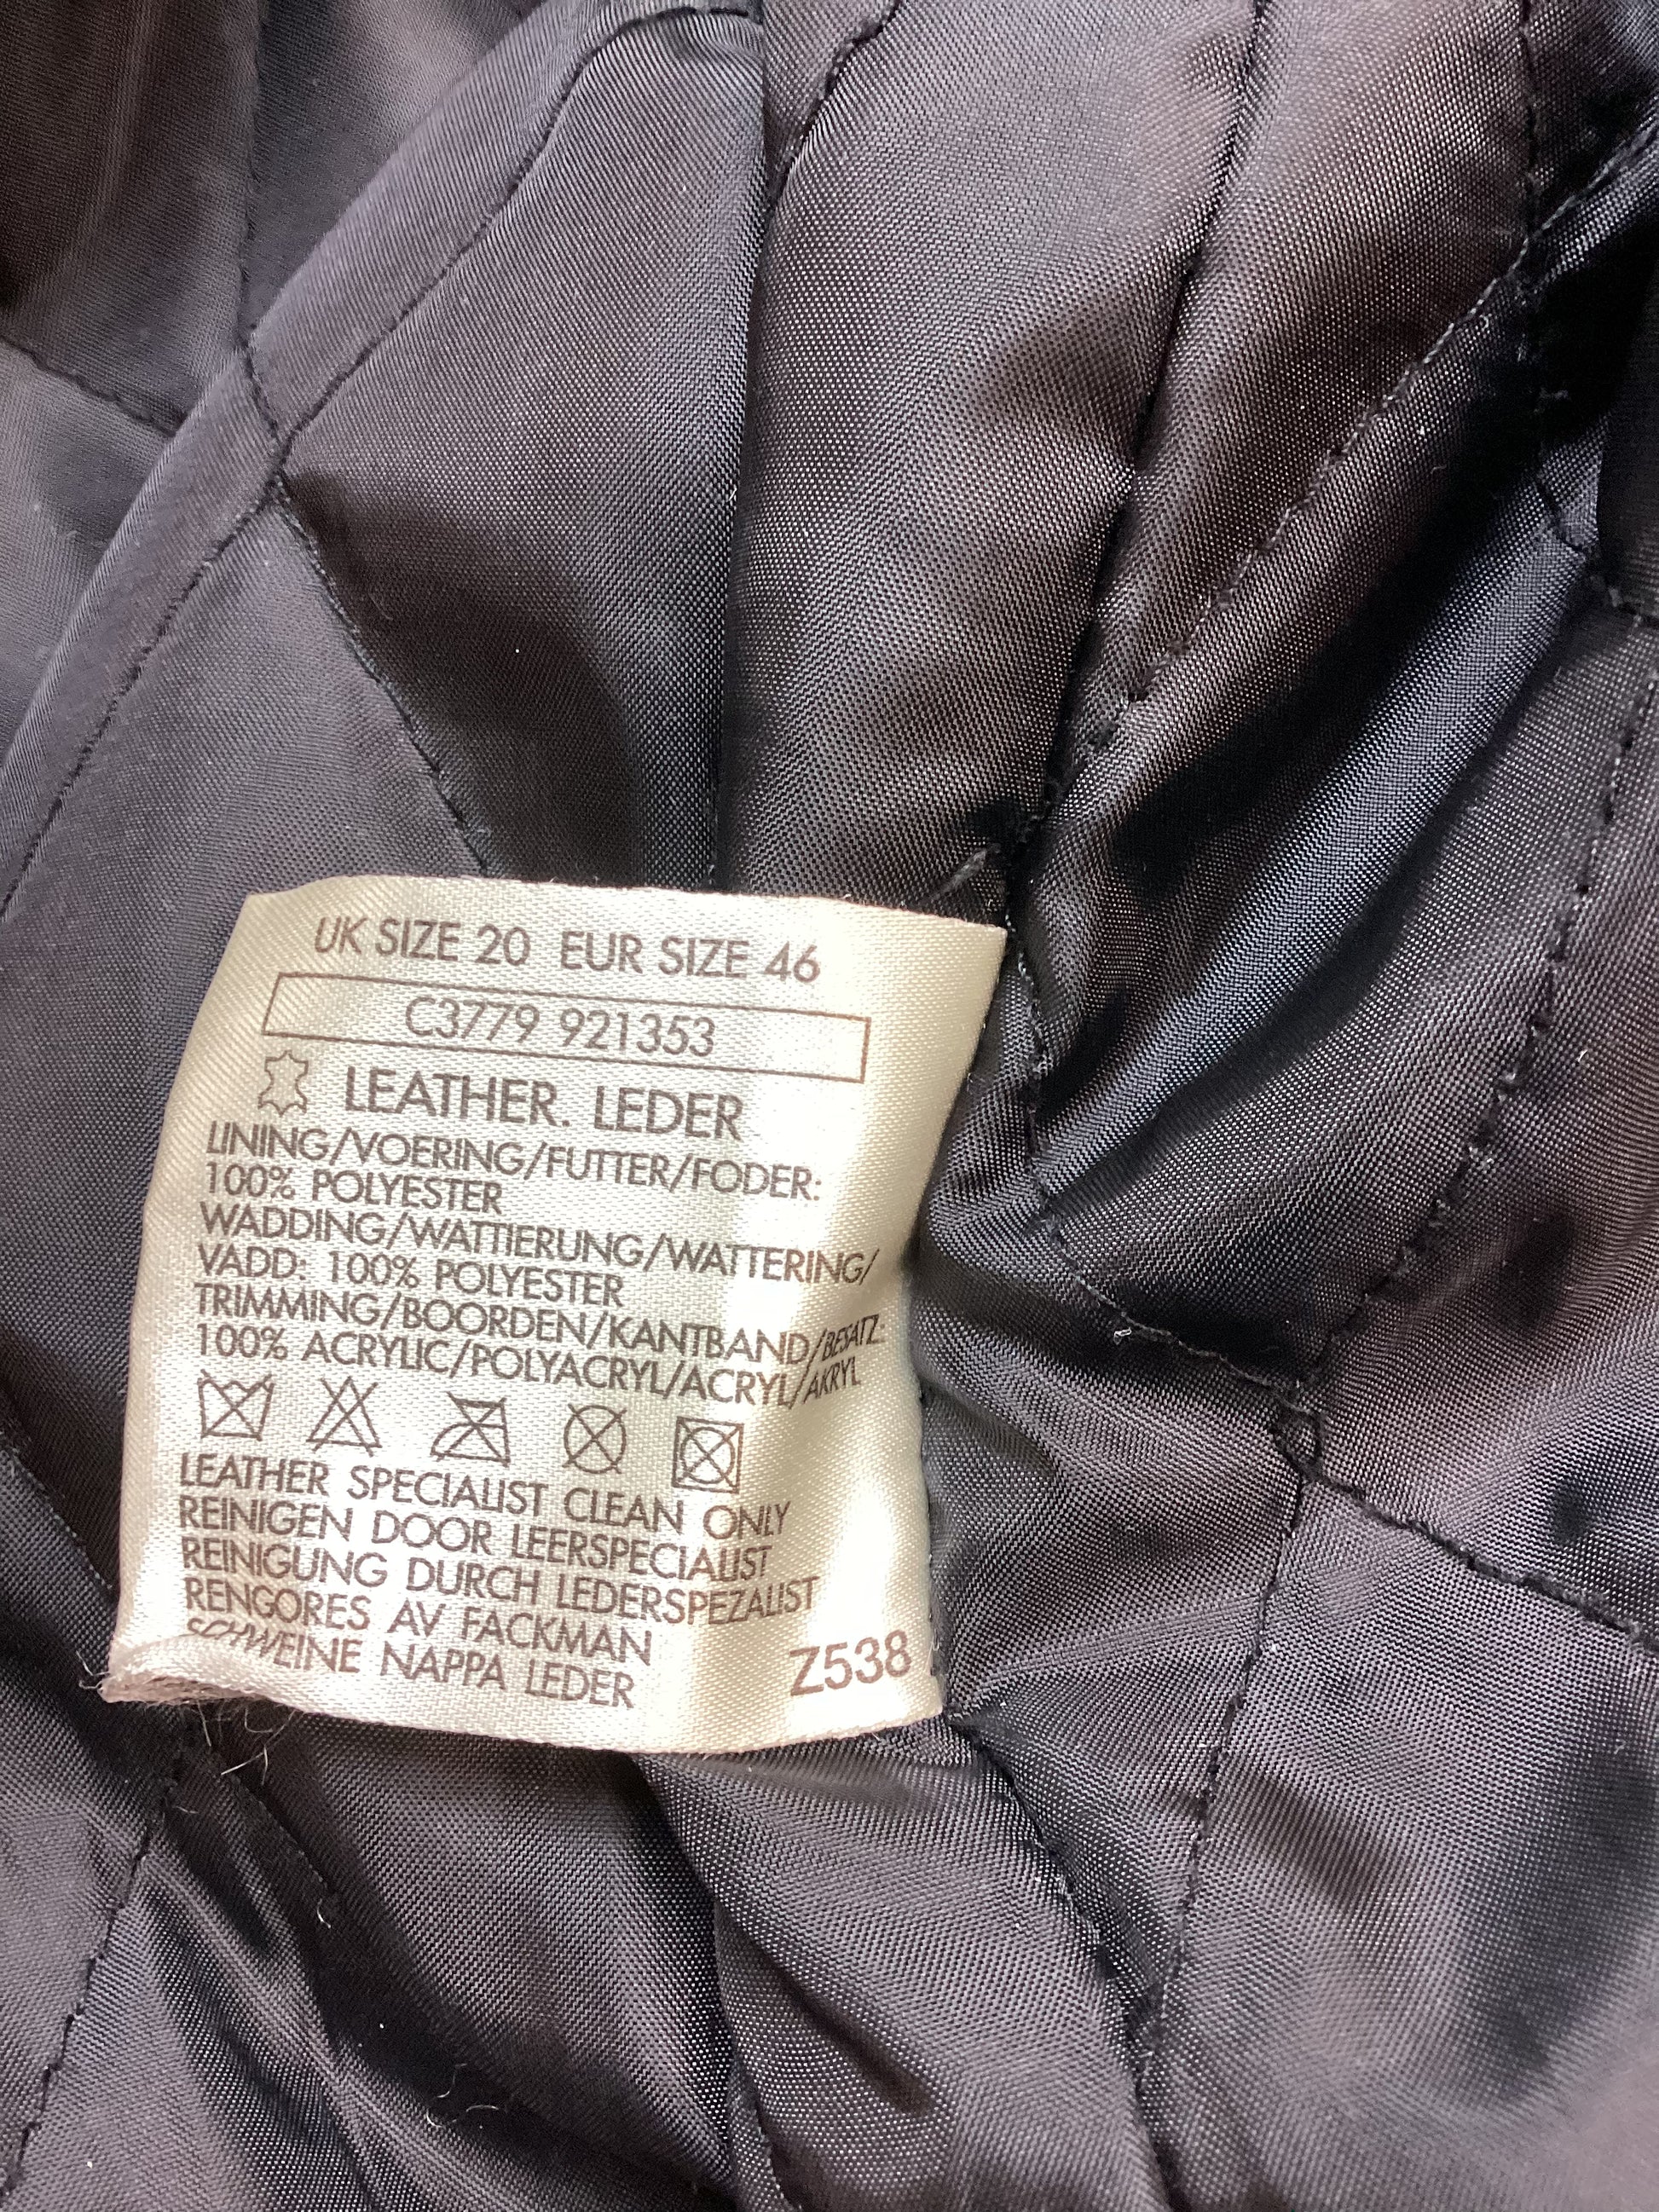 UK SIZE 20 EUR SIZE 46
C3779 921353
LEATHER. LEDER
LINING/VOERING/FUTTER/FODER:
100% POLYESTER
WADDING/WATTIERUNG/WATTERING/
VADD: 100% POLYESTER
TRIMMING/BOORDEN/KANTBAND/BESATZ:
100% ACRYLIC/POLYACRYL/ACRYL/AKRYL
LEATHER SPECIALIST CLEAN ONLY
REINIGEN DOOR LEERSPECIALIST
REINIGUNG DURCH LEDERSPEZALIST
RENGORES AV FACKMAN
SCHWEINE NAPPA LEDER
Z538